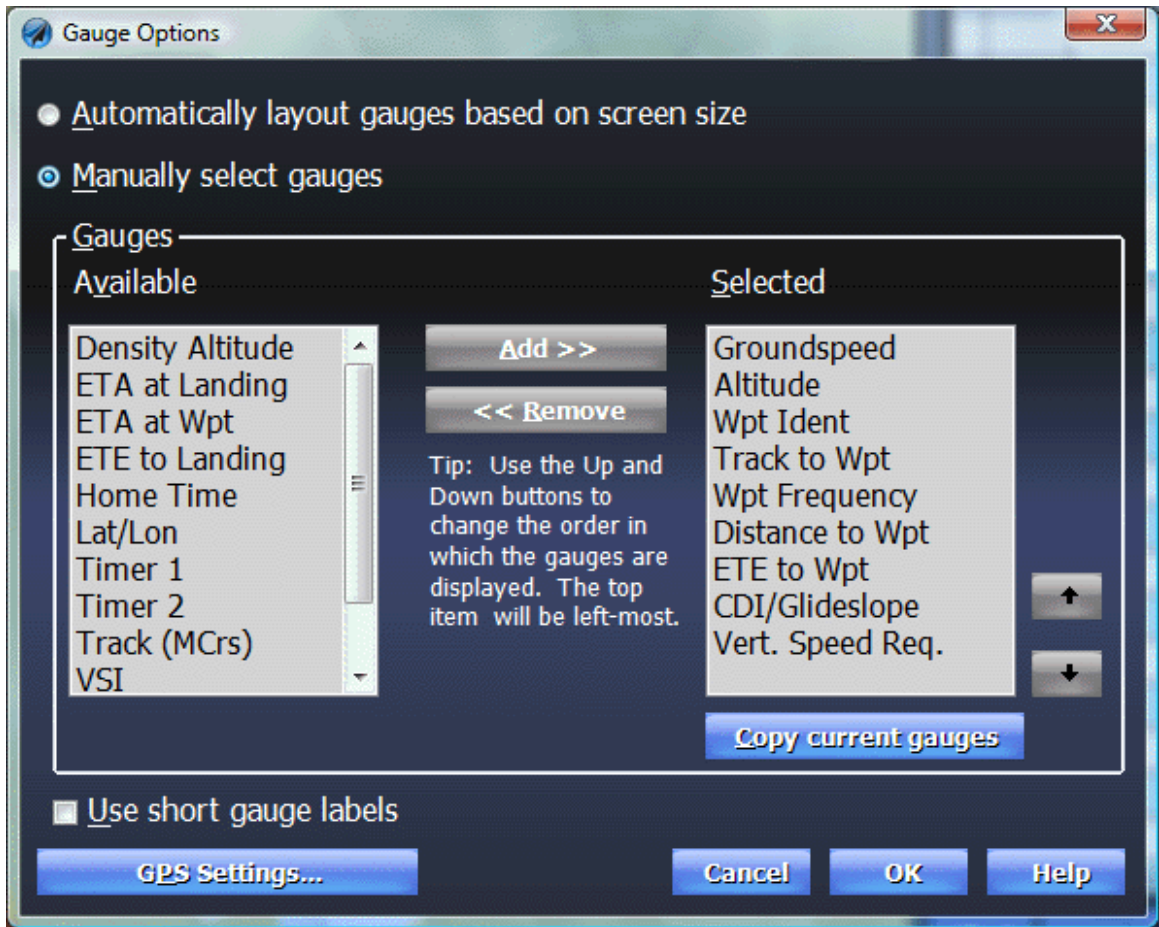 Gauge Options
Automatically layout gauges based on screen size
Manually select gauges
Gauges
Available
Density Altitude
ETA at Landing
ETA at Wpt
ETE to Landing
Home Time
Lat/Lon
Timer 1
Timer 2
Track (MCrs)
VSI
Add >>
<< Remove
Tip: Use the Up and
Down buttons to
change the order in
which the gauges are
displayed. The top
item will be left-most.
Selected
Groundspeed
Altitude
Wpt Ident
Track to Wpt
Wpt Frequency
Distance to Wpt
ETE to Wpt
CDI/Glideslope
Vert. Speed Req.
Copy current gauges
Use short gauge labels
GPS Settings...
Cancel
OK
Help